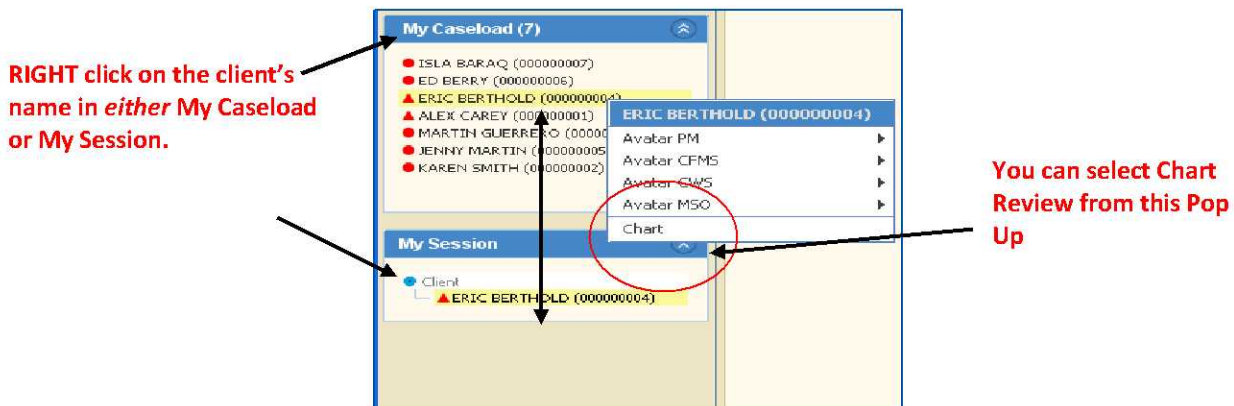 RIGHT click on the client's
name in either My Caseload
or My Session.
My Caseload (7)
ISLA BARAQ (000000007)
ED BERRY (000000006)
ERIC BERTHOLD (000000004)
ALEX CAREY (000000001)
MARTIN GUERRERO (00000
JENNY MARTIN (000000005
KAREN SMITH (000000002)
ERIC BERTHOLD (000000004)
Avatar PM
Avatar CFMS
Avatar CWS
Avatar MSO
Chart
My Session
Client
ERIC BERTHOLD (000000004)
You can select Chart
Review from this Pop
Up